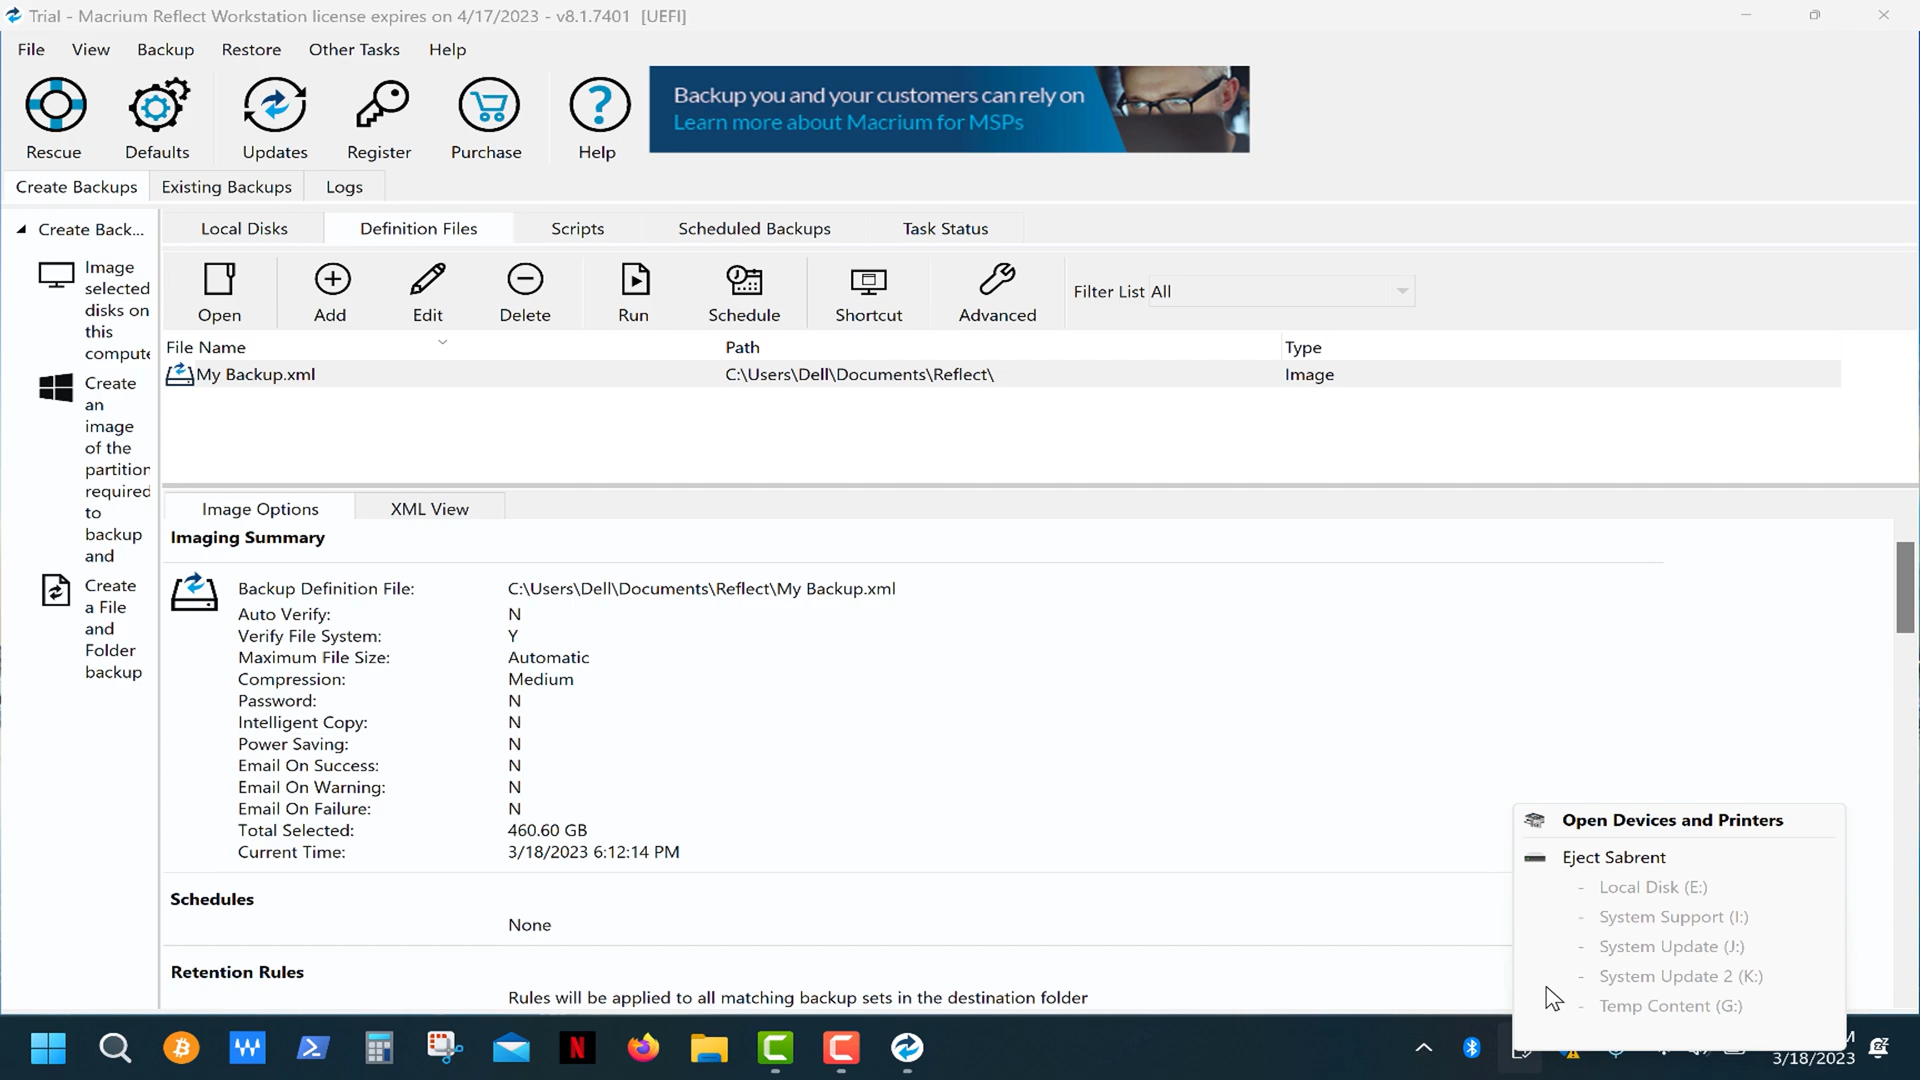 Trial - Macrium Reflect Workstation license expires on 4/17/2023 - v8.1.7401 [UEFI]
File View Backup Restore Other Tasks Help
Rescue Defaults Updates Register Purchase Help
Backup you and your customers can rely on
Learn more about Macrium for MSPs
Create Backups Existing Backups Logs
Create Back...
Image
selected
disks on
this
compute
Create
an
image
of the
partition
required
to
backup
and
Create
a File
and
Folder
backup
Local Disks Definition Files Scripts Scheduled Backups Task Status
Open Add Edit Delete Run Schedule Shortcut Advanced Filter List All
File Name Path Type
My Backup.xml C:\Users\Dell\Documents\Reflect\ Image
Image Options XML View
Imaging Summary
Backup Definition File: C:\Users\Dell\Documents\Reflect\My Backup.xml
Auto Verify: N
Verify File System: Y
Maximum File Size: Automatic
Compression: Medium
Password: N
Intelligent Copy: N
Power Saving: N
Email On Success: N
Email On Warning: N
Email On Failure: N
Total Selected: 460.60 GB
Current Time: 3/18/2023 6:12:14 PM
Schedules
None
Retention Rules
Rules will be applied to all matching backup sets in the destination folder
Open Devices and Printers
Eject Sabrent
- Local Disk (E:)
- System Support (I:)
- System Update (J:)
- System Update 2 (K:)
- Temp Content (G:)
3/18/2023